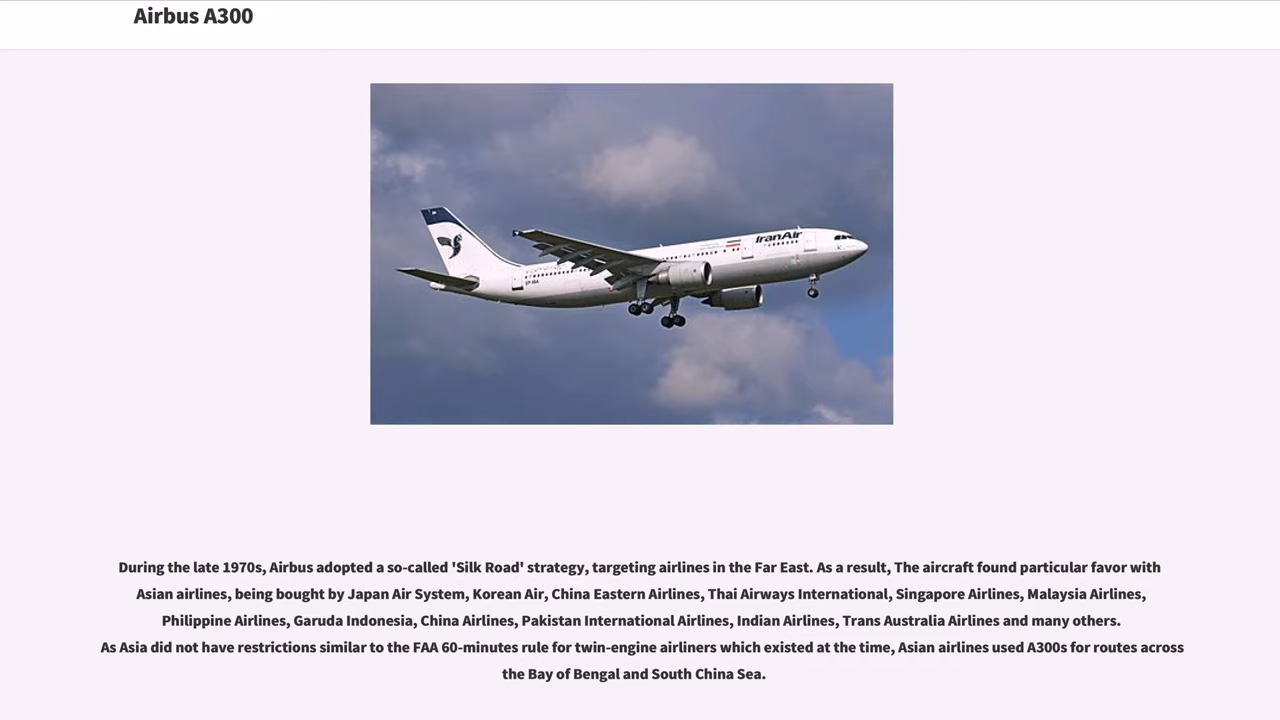 Airbus A300
IranAir
During the late 1970s, Airbus adopted a so-called 'Silk Road' strategy, targeting airlines in the Far East. As a result, The aircraft found particular favor with
Asian airlines, being bought by Japan Air System, Korean Air, China Eastern Airlines, Thai Airways International, Singapore Airlines, Malaysia Airlines,
Philippine Airlines, Garuda Indonesia, China Airlines, Pakistan International Airlines, Indian Airlines, Trans Australia Airlines and many others.
As Asia did not have restrictions similar to the FAA 60-minutes rule for twin-engine airliners which existed at the time, Asian airlines used A300s for routes across
the Bay of Bengal and South China Sea.